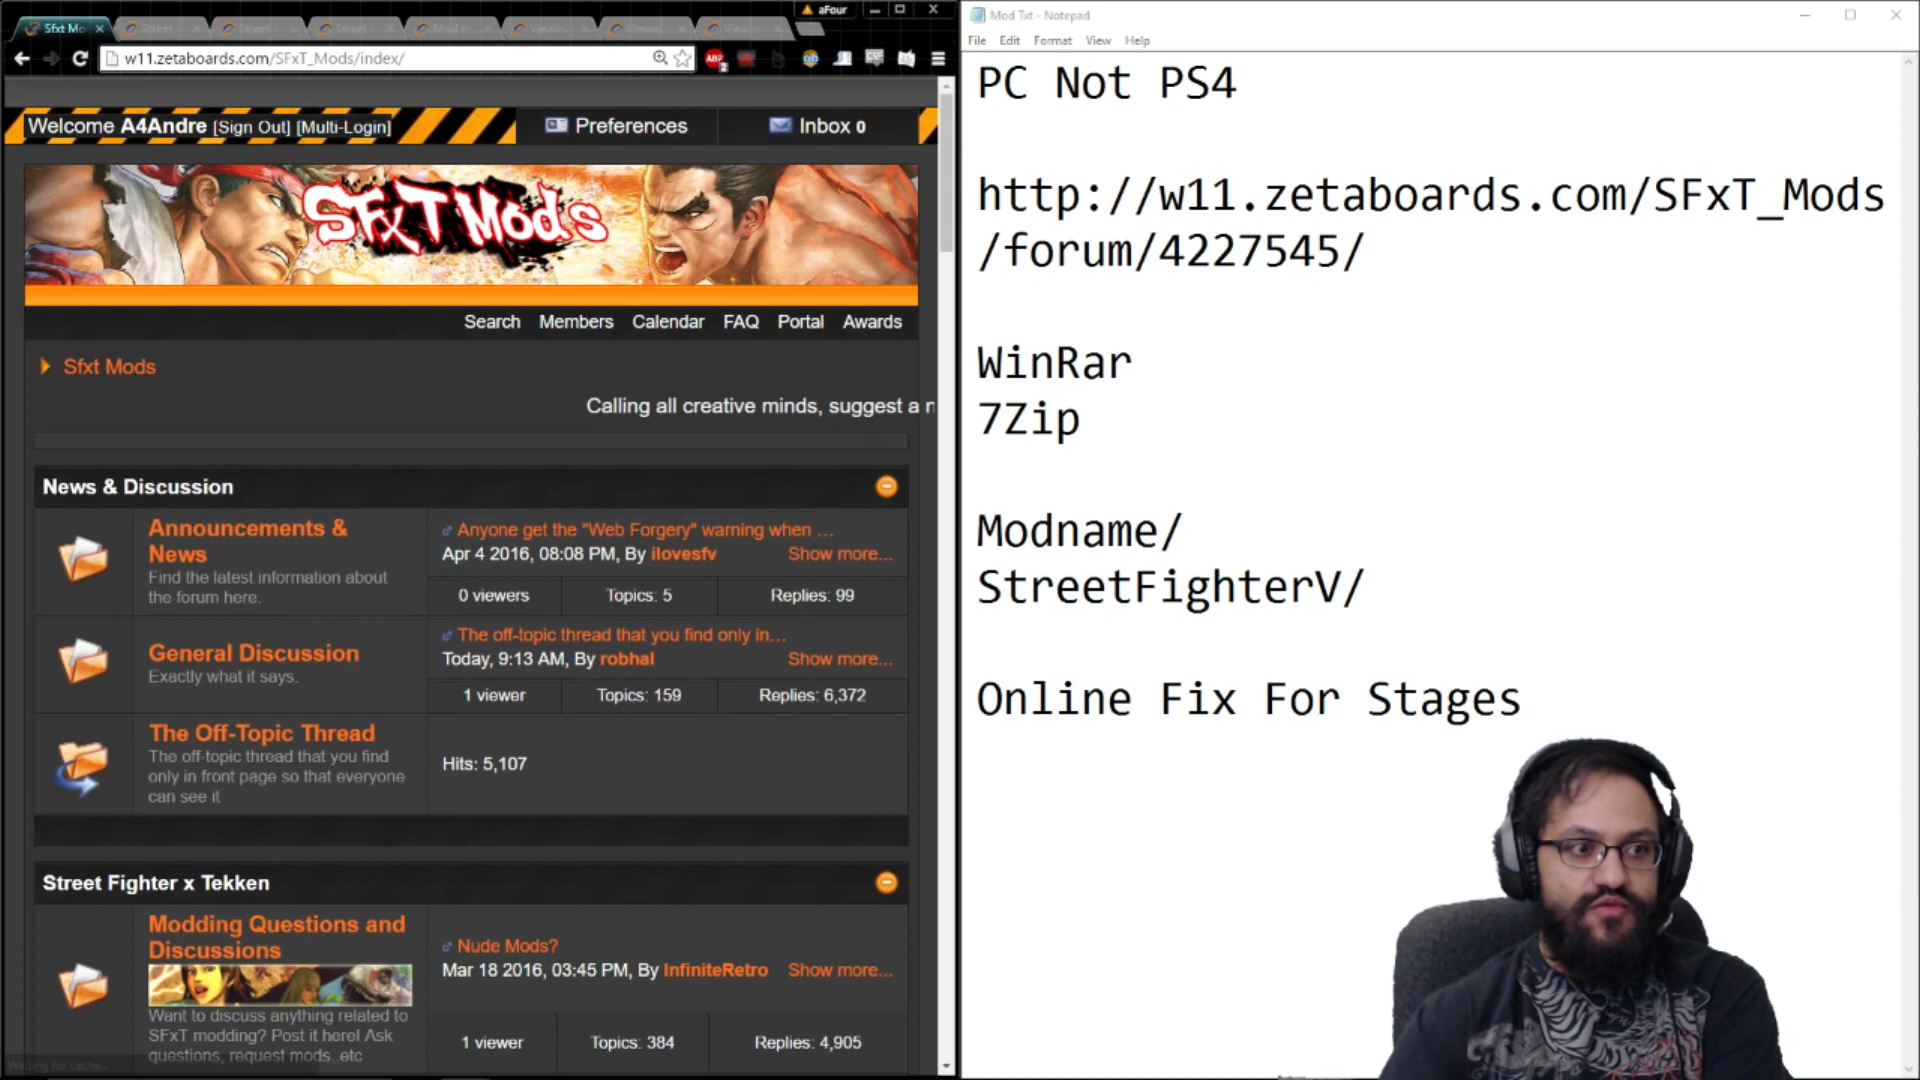 Sfxt Mo
aFour
w11.zetaboards.com/SFxT_Mods/index/
Welcome A4Andre [Sign Out] [Multi-Login]
Preferences
Inbox 0
SFxT Mods
Search Members Calendar FAQ Portal Awards
Sfxt Mods
Calling all creative minds, suggest a
News & Discussion
Announcements &
News
Find the latest information about
the forum here.
Anyone get the "Web Forgery" warning when …
Apr 4 2016, 08:08 PM, By ilovesfv Show more...
0 viewers Topics: 5 Replies: 99
General Discussion
Exactly what it says.
The off-topic thread that you find only in…
Today, 9:13 AM, By robhal Show more...
1 viewer Topics: 159 Replies: 6,372
The Off-Topic Thread
The off-topic thread that you find
only in front page so that everyone
can see it
Hits: 5,107
Street Fighter x Tekken
Modding Questions and
Discussions
Want to discuss anything related to
SFxT modding? Post it here! Ask
questions, request mods..etc
Nude Mods?
Mar 18 2016, 03:45 PM, By InfiniteRetro Show more...
1 viewer Topics: 384 Replies: 4,905
Waiting for cache...
Mod Txt - Notepad
File Edit Format View Help
PC Not PS4
http://w11.zetaboards.com/SFxT_Mods
/forum/4227545/
WinRar
7Zip
Modname/
StreetFighterV/
Online Fix For Stages